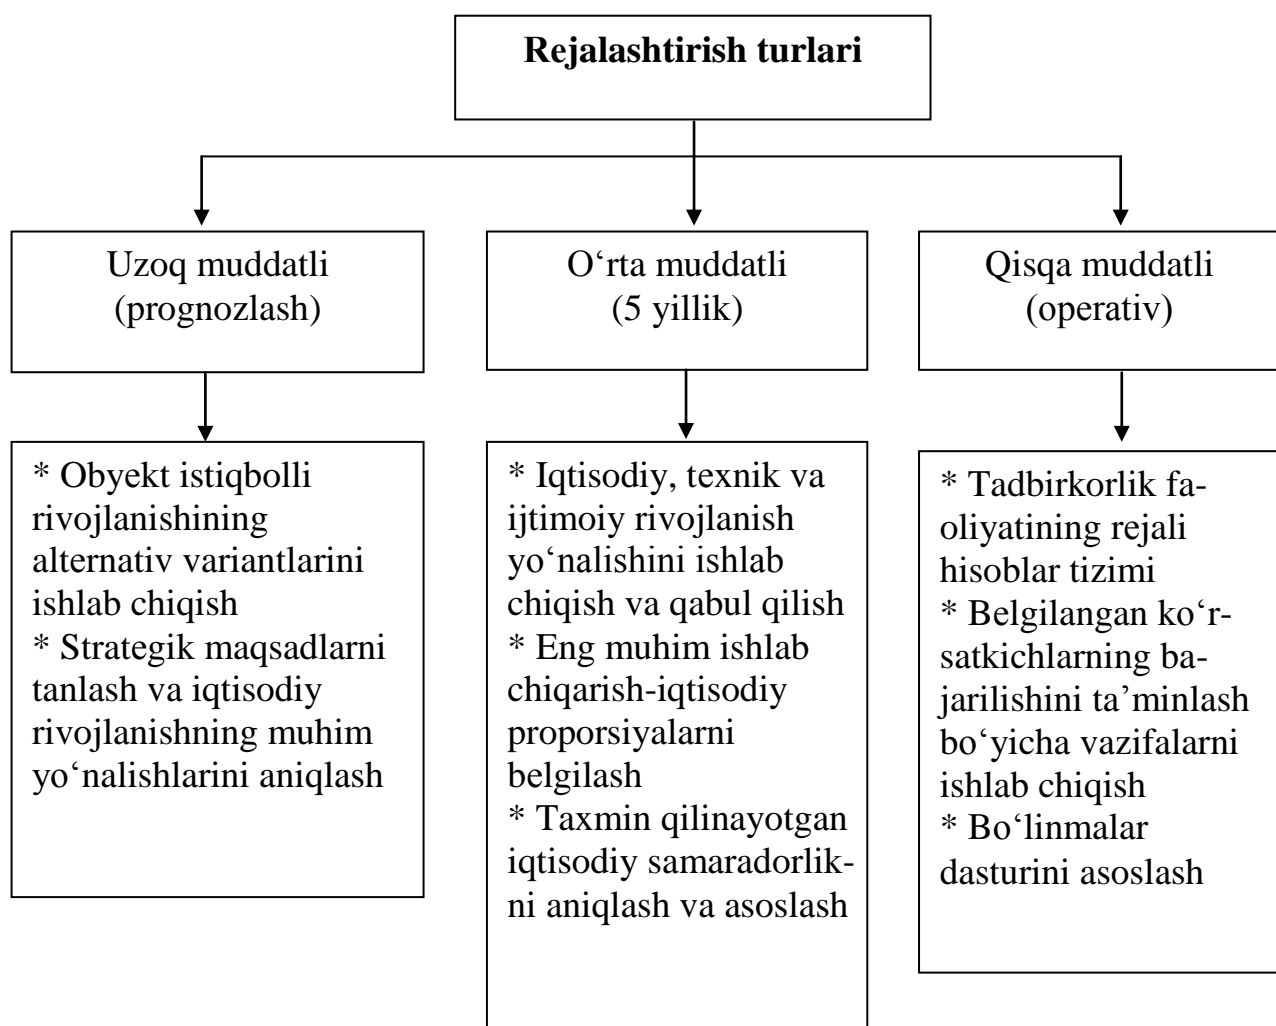 Rejalashtirish turlari
Uzoq muddatli
(prognozlash)
O‘rta muddatli
(5 yillik)
Qisqa muddatli
(operativ)
* Obyekt istiqbolli
rivojlanishining
alternativ variantlarini
ishlab chiqish
* Strategik maqsadlarni
tanlash va iqtisodiy
rivojlanishning muhim
yo‘nalishlarini aniqlash
* Iqtisodiy, texnik va
ijtimoiy rivojlanish
yo‘nalishini ishlab
chiqish va qabul qilish
* Eng muhim ishlab
chiqarish-iqtisodiy
proporsiyalarni
belgilash
* Taxmin qilinayotgan
iqtisodiy samaradorlik-
ni aniqlash va asoslash
* Tadbirkorlik fa-
oliyatining rejali
hisoblar tizimi
* Belgilangan ko‘r-
satkichlarning ba-
jarilishini ta’minlash
bo‘yicha vazifalarni
ishlab chiqish
* Bo‘linmalar
dasturini asoslash